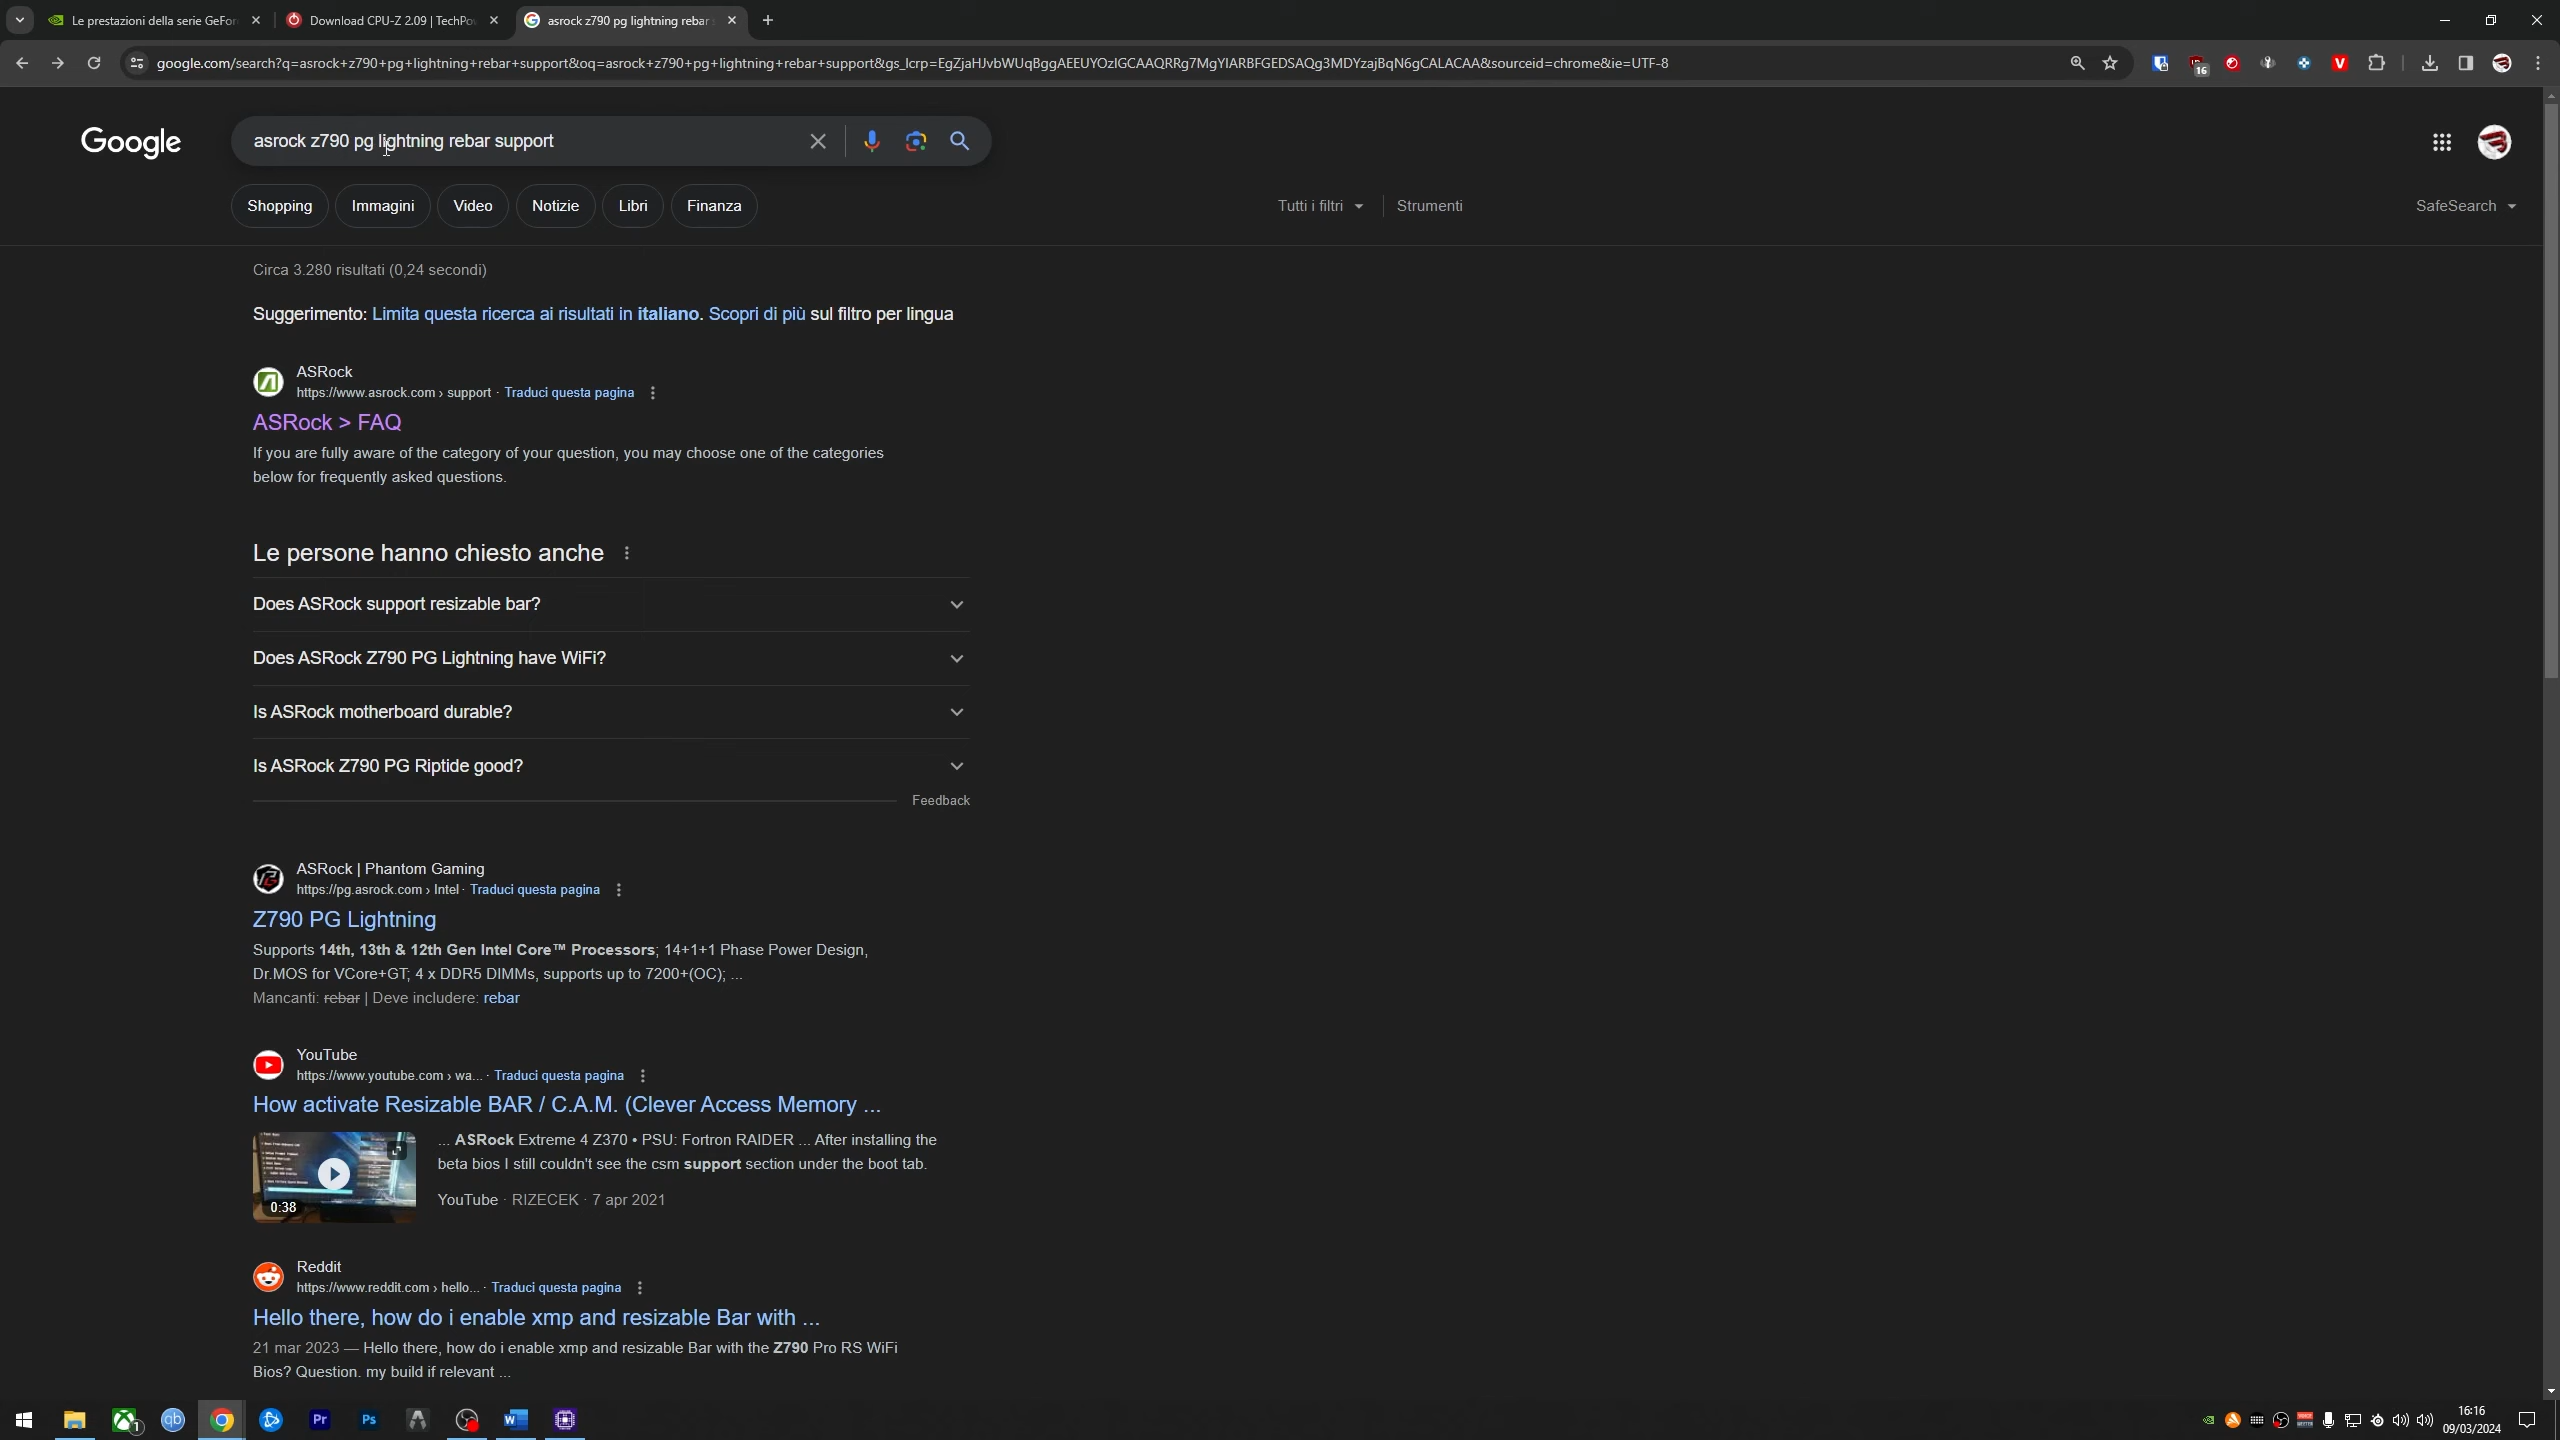 Le prestazioni della serie GeFor
Download CPU-Z 2.09 | TechPo
asrock z790 pg lightning rebar
google.com/search?q=asrock+z790+pg+lightning+rebar+support&oq=asrock+z790+pg+lightning+rebar+support&gs_lcrp=EgZjaHJvbWUqBggAEEUYOzIGCAAQRRg7MgYIARBFGEDSAQg3MDYzajBqN6gCALACAA&sourceid=chrome&ie=UTF-8
16
V
Google
asrock z790 pg lightning rebar support
Shopping
Immagini
Video
Notizie
Libri
Finanza
Tutti i filtri
Strumenti
SafeSearch
Circa 3.280 risultati (0,24 secondi)
Suggerimento: Limita questa ricerca ai risultati in italiano. Scopri di più sul filtro per lingua
ASRock
https://www.asrock.com › support · Traduci questa pagina
ASRock > FAQ
If you are fully aware of the category of your question, you may choose one of the categories
below for frequently asked questions.
Le persone hanno chiesto anche
Does ASRock support resizable bar?
Does ASRock Z790 PG Lightning have WiFi?
Is ASRock motherboard durable?
Is ASRock Z790 PG Riptide good?
Feedback
ASRock | Phantom Gaming
https://pg.asrock.com › Intel · Traduci questa pagina
Z790 PG Lightning
Supports 14th, 13th & 12th Gen Intel Core™ Processors; 14+1+1 Phase Power Design,
Dr.MOS for VCore+GT; 4 x DDR5 DIMMs, supports up to 7200+(OC); ...
Mancanti: rebar | Deve includere: rebar
YouTube
https://www.youtube.com › wa... · Traduci questa pagina
How activate Resizable BAR / C.A.M. (Clever Access Memory ...
... ASRock Extreme 4 Z370 • PSU: Fortron RAIDER ... After installing the
beta bios I still couldn't see the csm support section under the boot tab.
YouTube · RIZECEK · 7 apr 2021
0:38
Reddit
https://www.reddit.com › hello... · Traduci questa pagina
Hello there, how do i enable xmp and resizable Bar with ...
21 mar 2023 — Hello there, how do i enable xmp and resizable Bar with the Z790 Pro RS WiFi
Bios? Question. my build if relevant ...
1
qb
Pr
Ps
W
16:16
09/03/2024